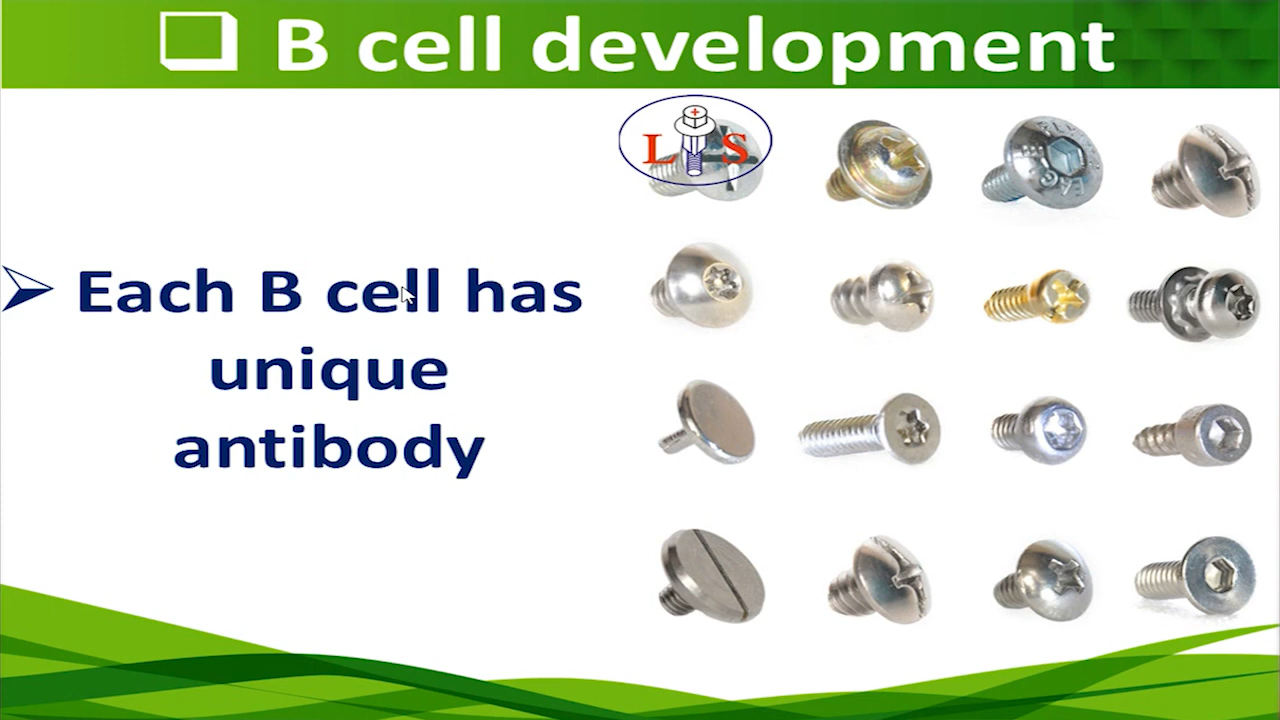 ❑ B cell development
L S
➢ Each B cell has
unique
antibody